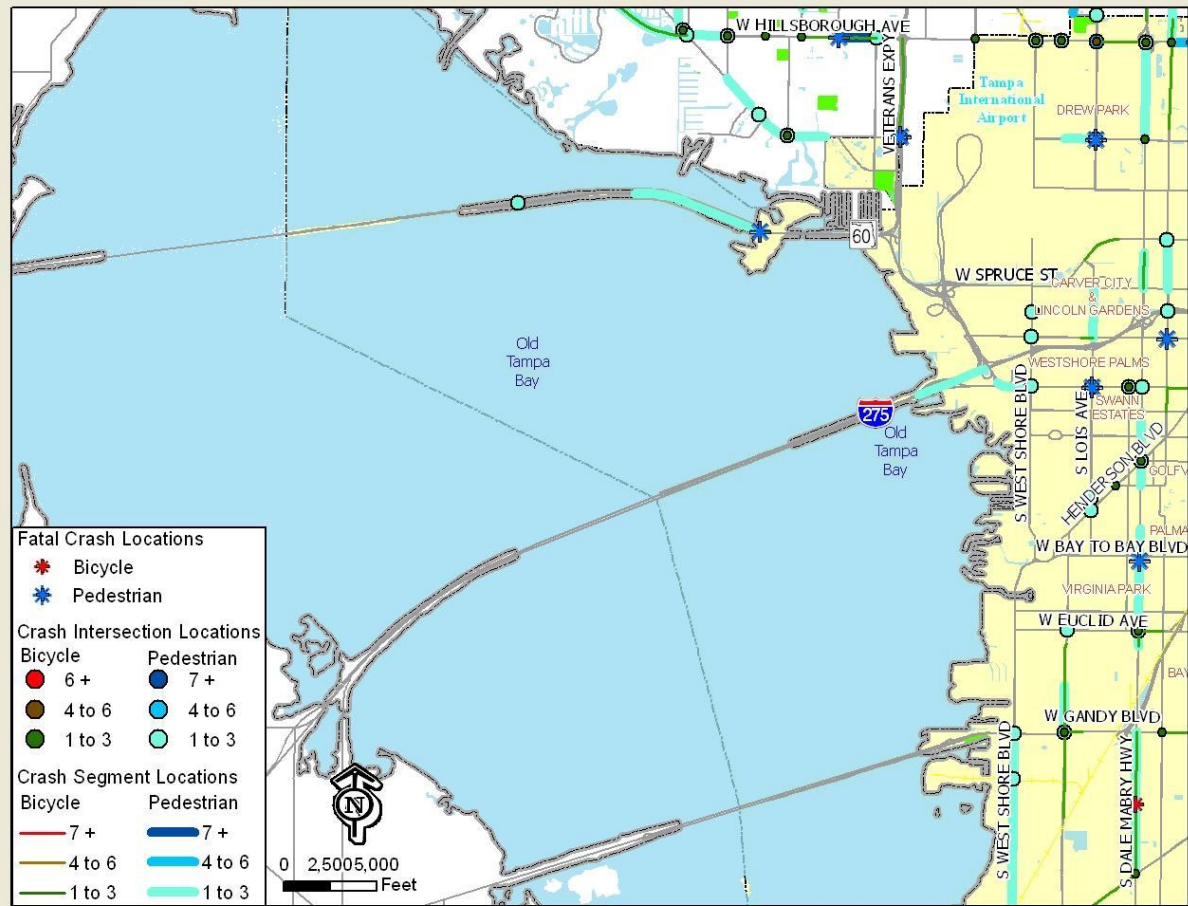 W HILLSBOROUGH AVE
VETERANS EXPY
Tampa
International
Airport
DREW PARK
60
W SPRUCE ST
CARVER CITY
&
LINCOLN GARDENS
Old
Tampa
Bay
WESTSHORE PALMS
275
Old
Tampa
Bay
S WEST SHORE BLVD
S LOIS AVE
SWANN
ESTATES
HENDERSON BLVD
GOLFV
PALMA
W BAY TO BAY BLVD
VIRGINIA PARK
W EUCLID AVE
BAY
W GANDY BLVD
S WEST SHORE BLVD
S DALE MABRY HWY
Fatal Crash Locations
Bicycle
Pedestrian
Crash Intersection Locations
Bicycle Pedestrian
6 + 7 +
4 to 6 4 to 6
1 to 3 1 to 3
Crash Segment Locations
Bicycle Pedestrian
7 + 7 +
4 to 6 4 to 6
1 to 3 1 to 3
N
0 2,5005,000
Feet